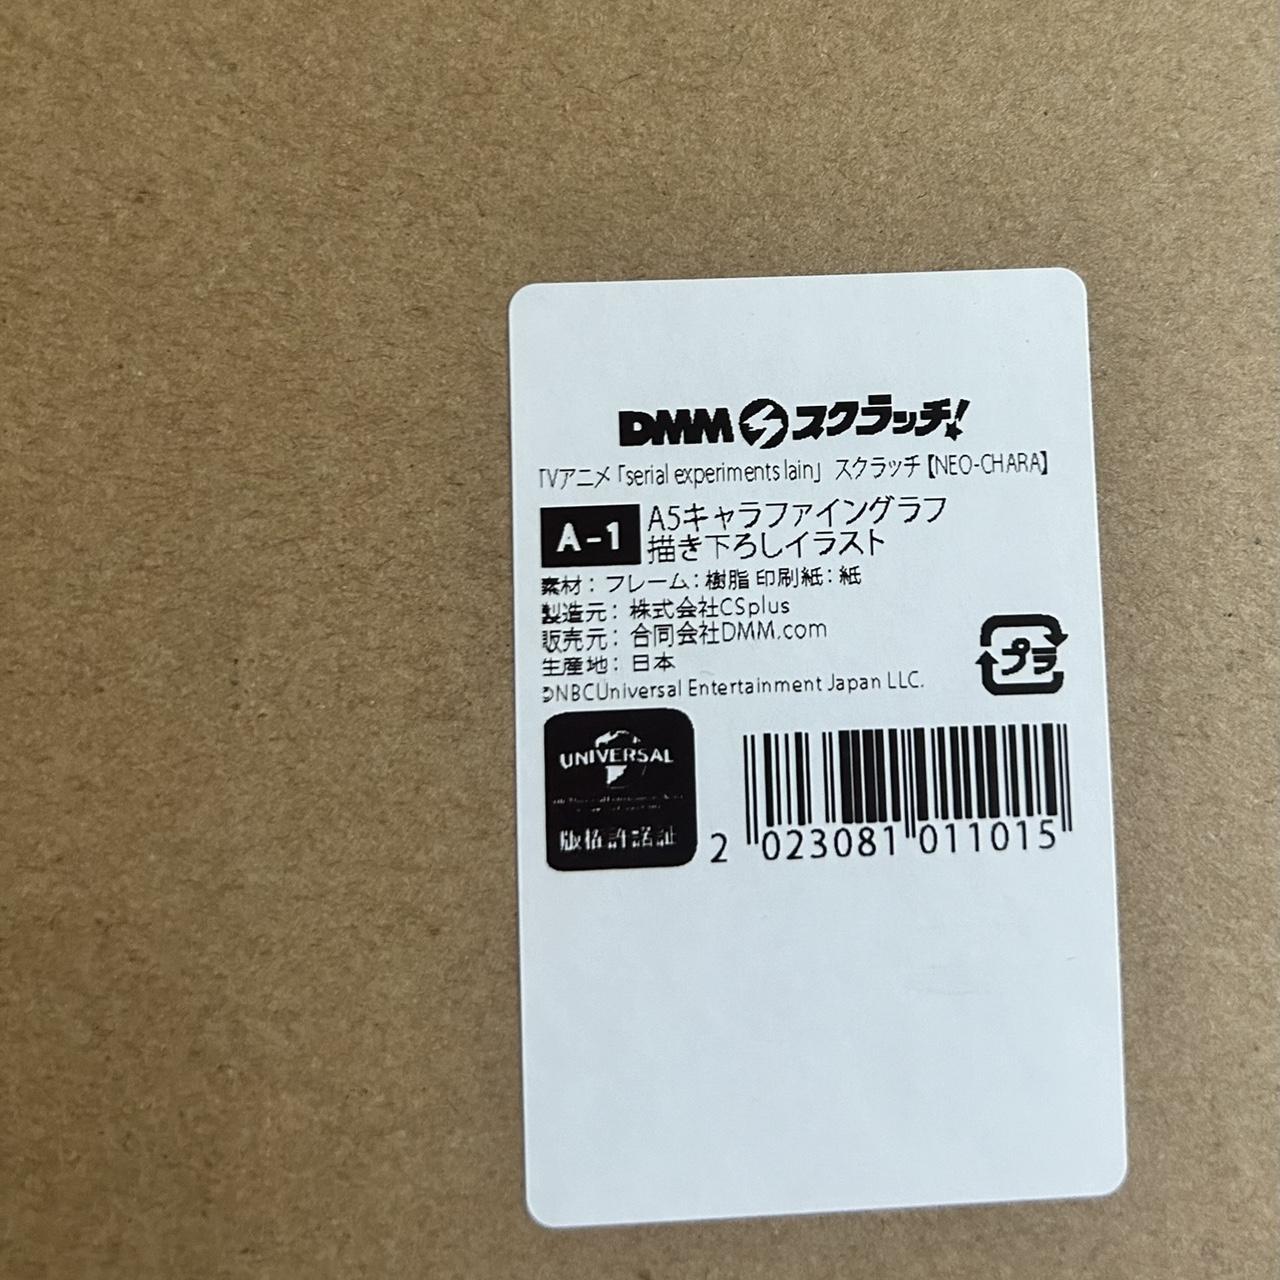 DMMスクラッチ!
TVアニメ「serial experiments lain」 スクラッチ【NEO-CHARA】
A-1
A5キャラファイングラフ
描き下ろしイラスト
素材：フレーム：樹脂 印刷紙：紙
製造元：株式会社CSplus
販売元：合同会社DMM.com
生産地：日本
©NBCUniversal Entertainment Japan LLC.
プラ
UNIVERSAL
版権許諾証
2 023081 011015